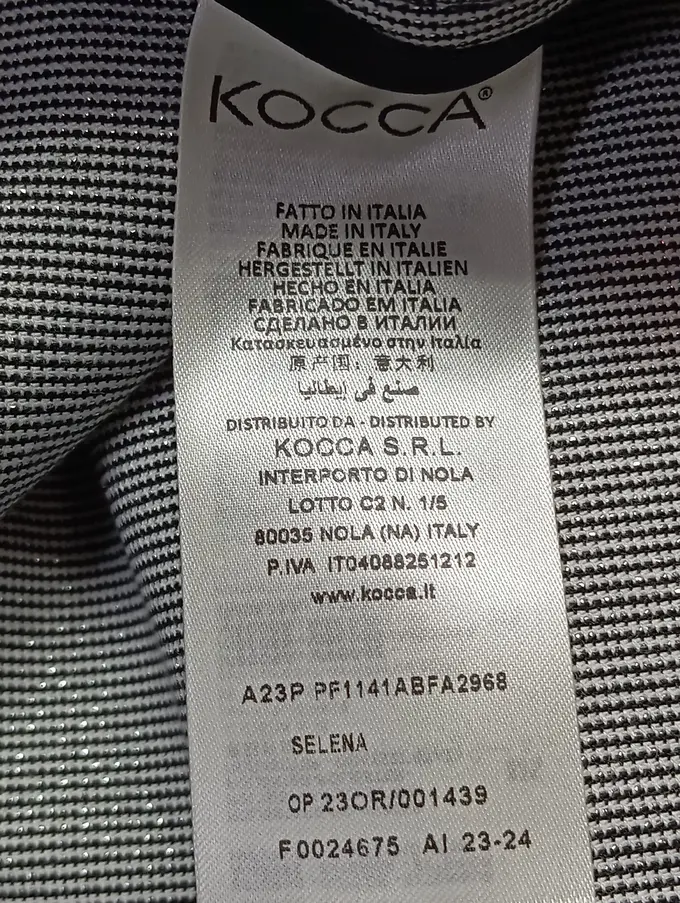 KOCCA®
FATTO IN ITALIA
MADE IN ITALY
FABRIQUE EN ITALIE
HERGESTELLT IN ITALIEN
HECHO EN ITALIA
FABRICADO EM ITALIA
СДЕЛАНО В ИТАЛИИ
Κατασκευασμένο στην Ιταλία
原产国：意大利
صنع في إيطاليا
DISTRIBUITO DA - DISTRIBUTED BY
KOCCA S.R.L.
INTERPORTO DI NOLA
LOTTO C2 N. 1/5
80035 NOLA (NA) ITALY
P.IVA IT04088251212
www.kocca.it
A23P PF1141ABFA2968
SELENA
OP 23OR/001439
F0024675 AI 23-24